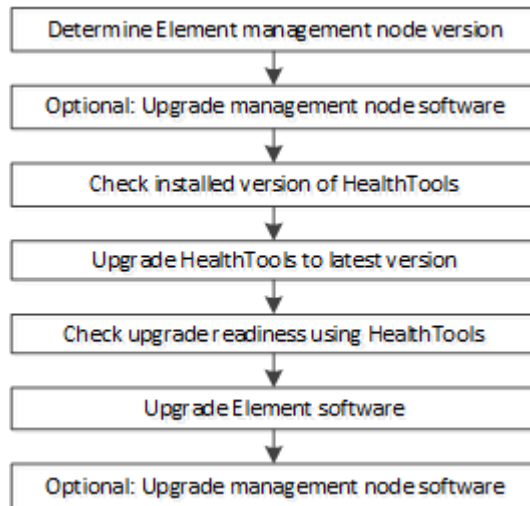 Determine Element management node version
Optional: Upgrade management node software
Check installed version of HealthTools
Upgrade HealthTools to latest version
Check upgrade readiness using HealthTools
Upgrade Element software
Optional: Upgrade management node software